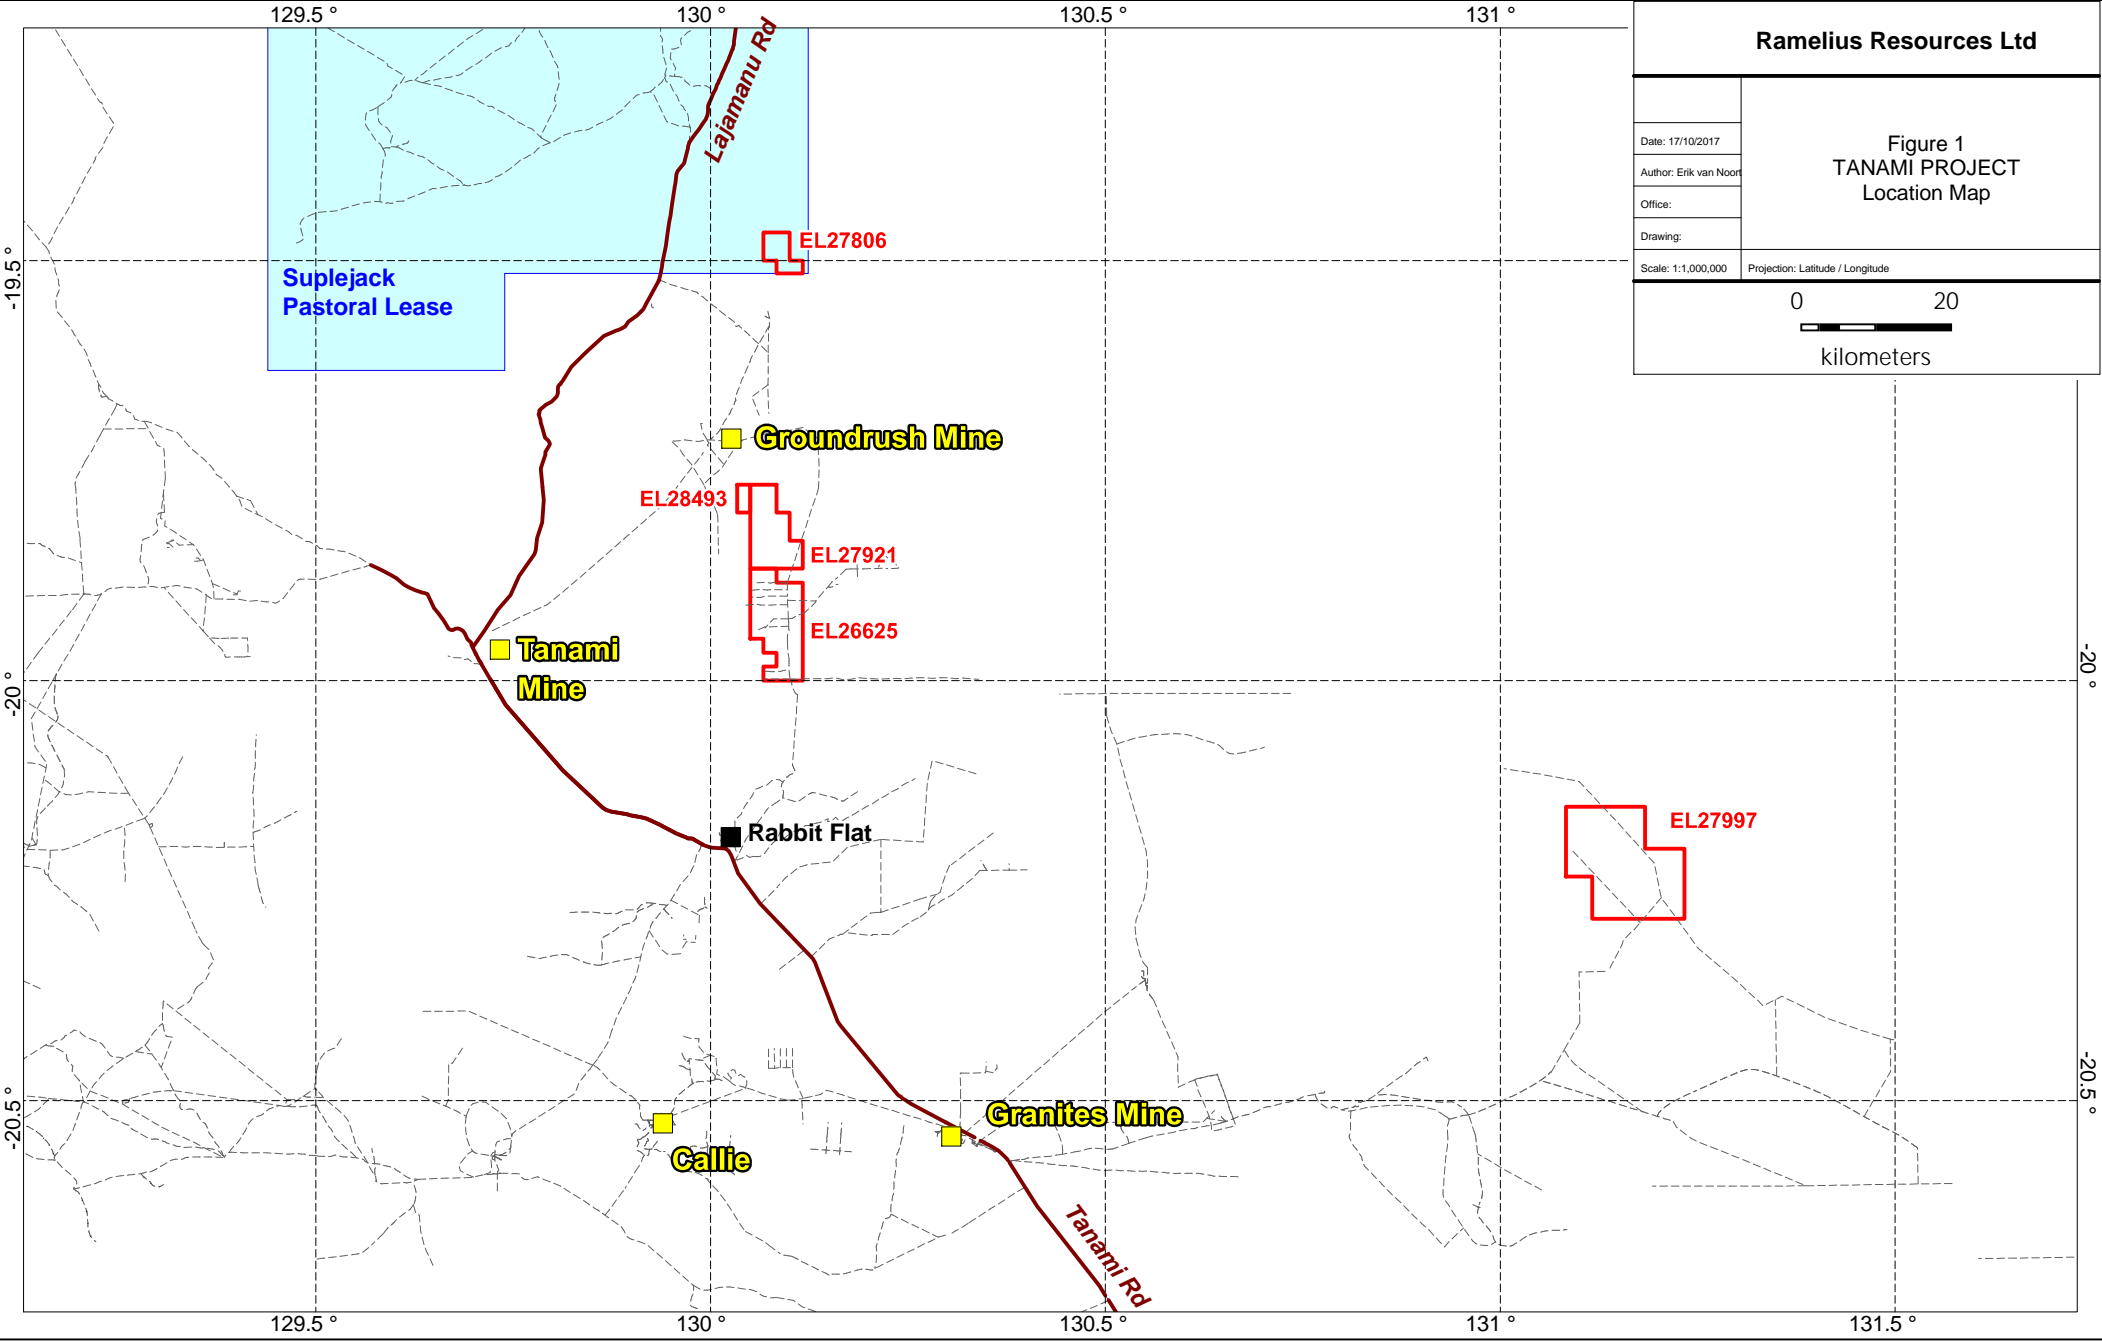 129.5 °
130 °
130.5 °
131 °
Ramelius Resources Ltd
Date: 17/10/2017
Author: Erik van Noort
Office:
Drawing:
Scale: 1:1,000,000
Projection: Latitude / Longitude
Figure 1
TANAMI PROJECT
Location Map
0
20
kilometers
Lajamanu Rd
EL27806
-19.5 °
Suplejack
Pastoral Lease
Groundrush Mine
EL28493
EL27921
EL26625
Tanami
Mine
-20 °
-20 °
Rabbit Flat
EL27997
-20.5 °
-20.5 °
Granites Mine
Callie
Tanami Rd
129.5 °
130 °
130.5 °
131 °
131.5 °